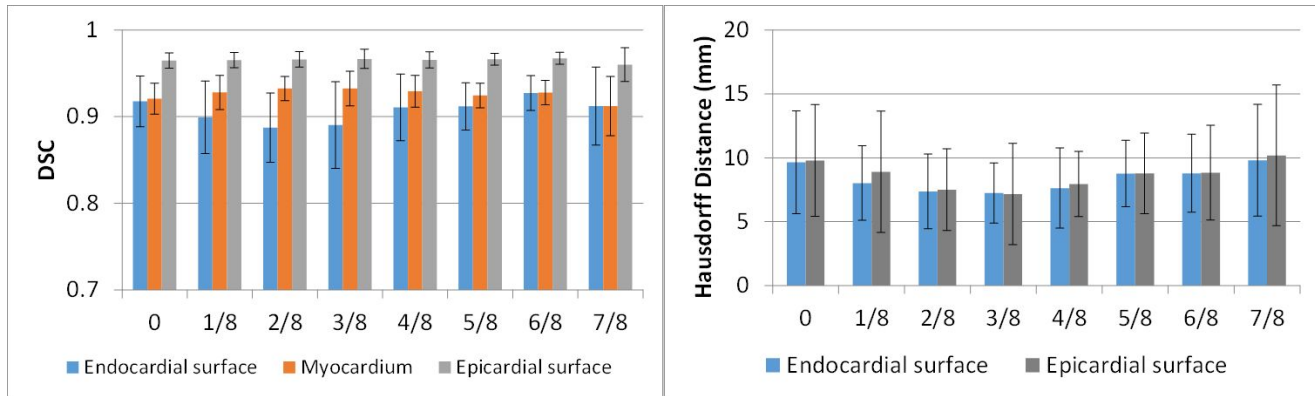 DSC
1
0.9
0.8
0.7
0 1/8 2/8 3/8 4/8 5/8 6/8 7/8
Endocardial surface Myocardium Epicardial surface
Hausdorff Distance (mm)
20
15
10
5
0
0 1/8 2/8 3/8 4/8 5/8 6/8 7/8
Endocardial surface Epicardial surface